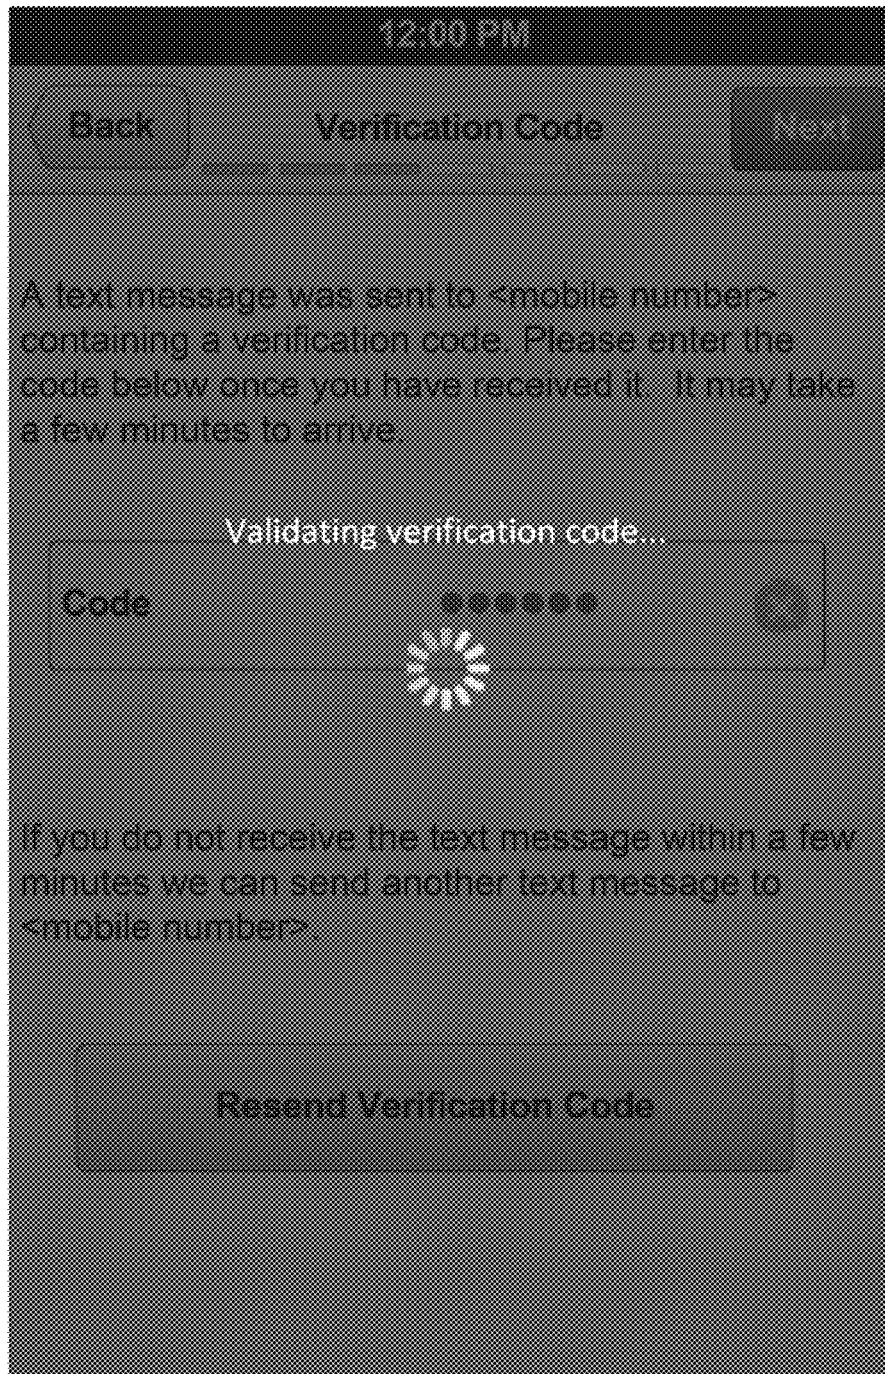 12:00 PM
Back
Verification Code
Next
A text message was sent to <mobile number>
containing a verification code. Please enter the
code below once you have received it. It may take
a few minutes to arrive.
Validating verification code...
Code ●●●●●●
If you do not receive the text message within a few
minutes we can send another text message to
<mobile number>.
Resend Verification Code